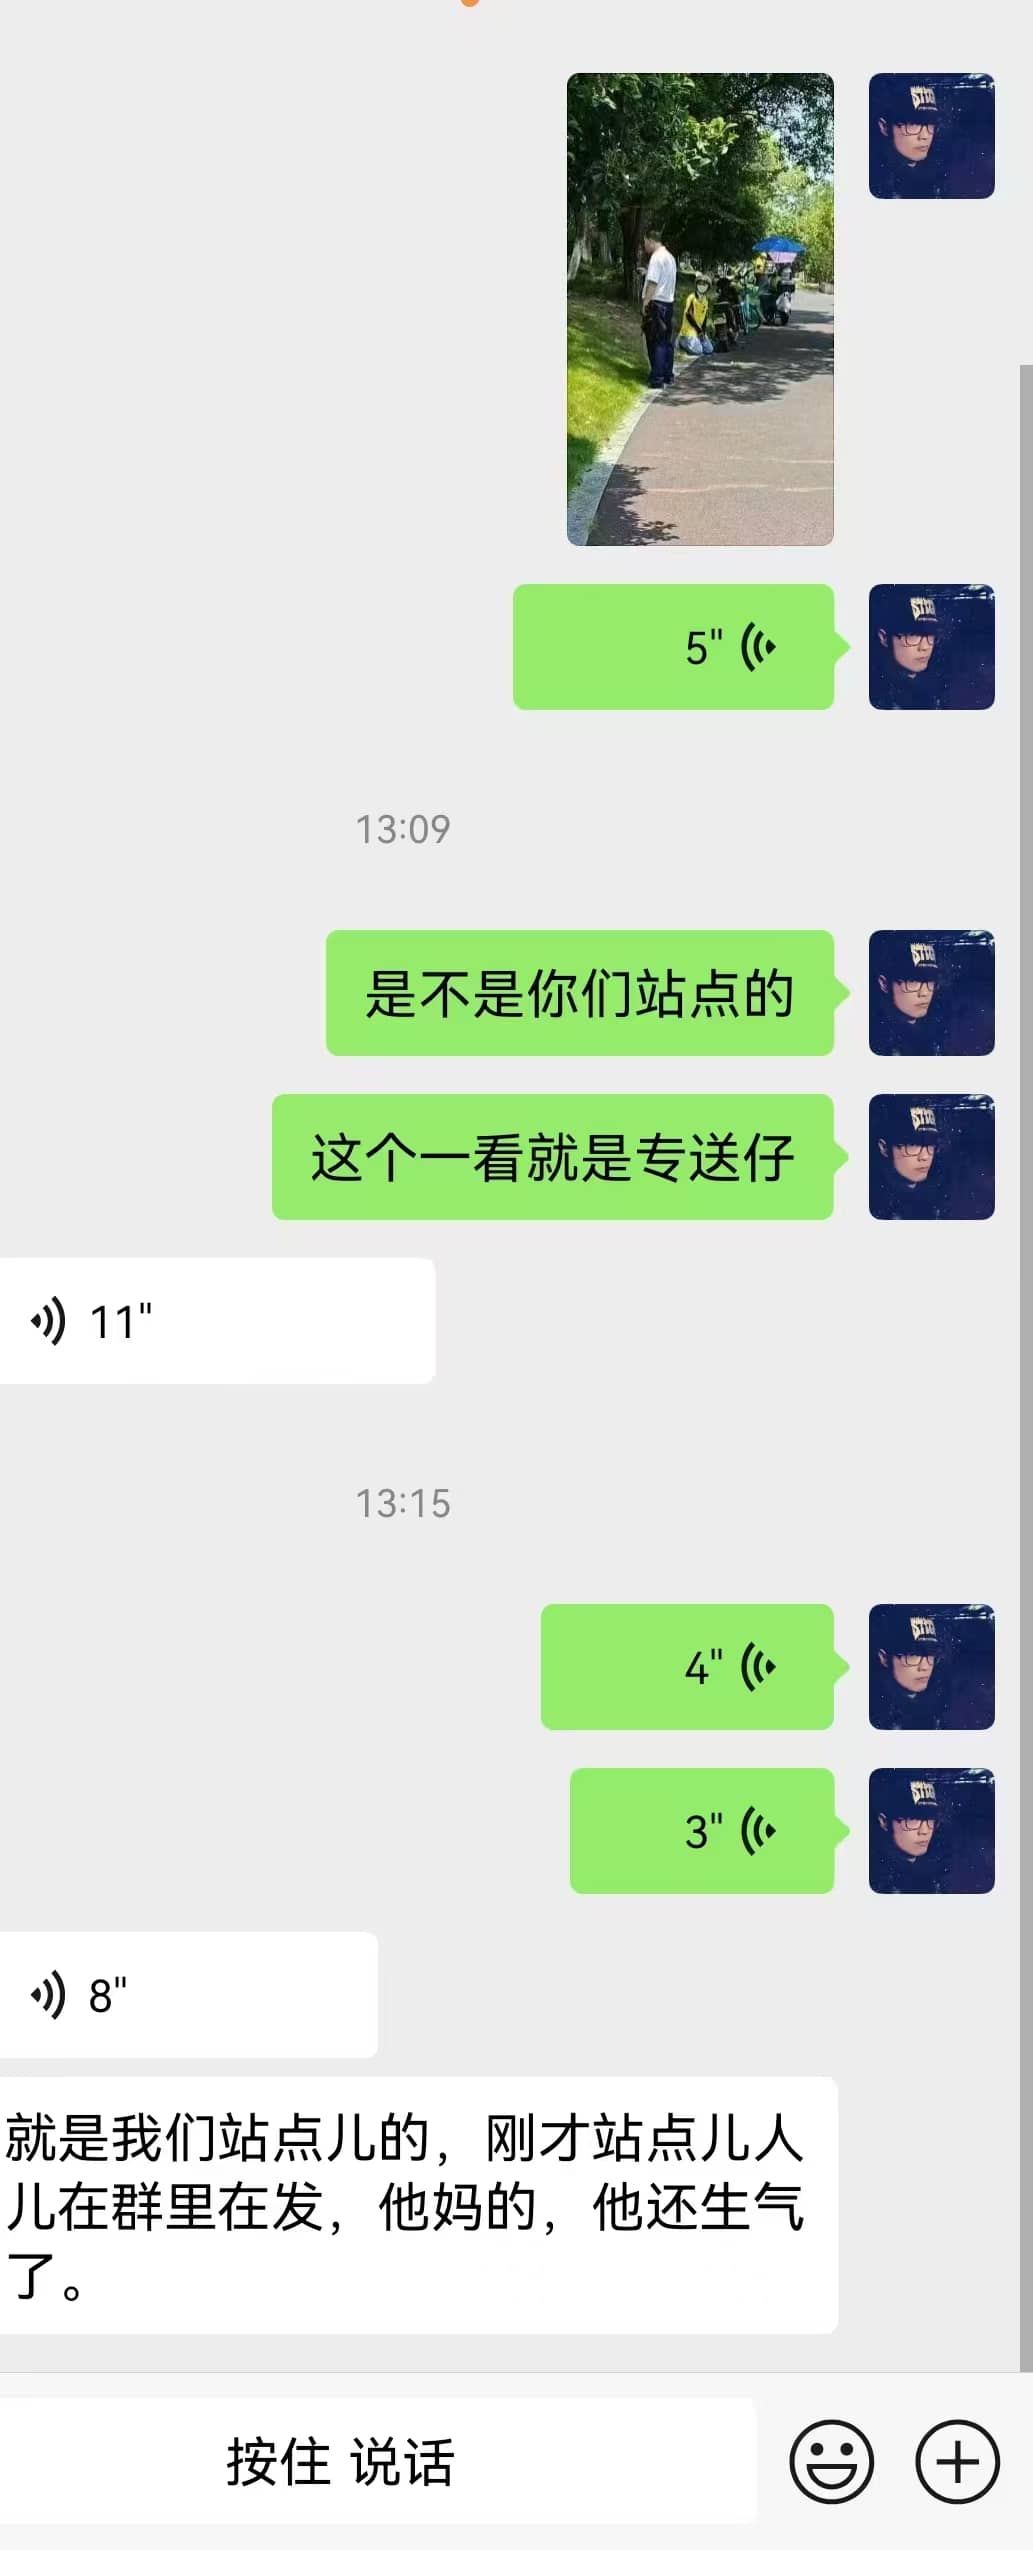 5"
13:09
是不是你们站点的
这个一看就是专送仔
11"
13:15
4"
3"
8"
就是我们站点儿的，刚才站点儿人
儿在群里在发，他妈的，他还生气
了。
按住 说话